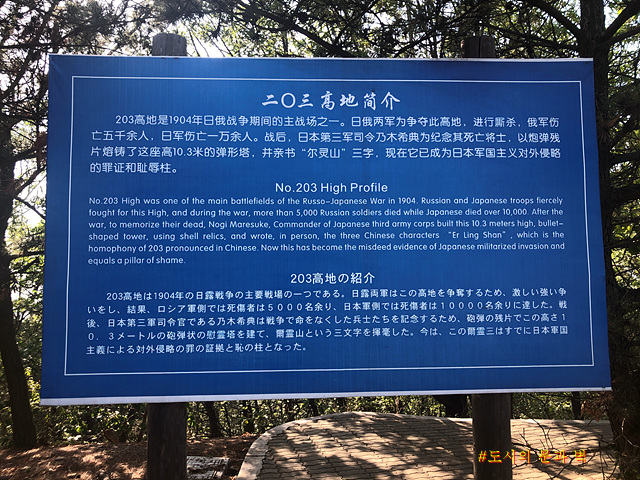 二〇三高地简介
203高地是1904年日俄战争期间的主战场之一。日俄两军为争夺此高地，进行厮杀，俄军伤
亡五千余人，日军伤亡一万余人。战后，日本第三军司令乃木希典为纪念其死亡将士，以炮弹残
片熔铸了这座高10.3米的弹形塔，并亲书“尔灵山”三字，现在它已成为日本军国主义对外侵略
的罪证和耻辱柱。
No.203 High Profile
No.203 High was one of the main battlefields of the Russo-Japanese War in 1904. Russian and Japanese troops fiercely
fought for this High, and during the war, more than 5,000 Russian soldiers died while Japanese died over 10,000. After the
war, to memorize their dead, Nogi Maresuke, Commander of Japanese third army corps built this 10.3 meters high, bullet-
shaped tower, using shell relics, and wrote, in person, the three Chinese characters “Er Ling Shan”, which is the
homophony of 203 pronounced in Chinese. Now this has become the misdeed evidence of Japanese militarized invasion and
equals a pillar of shame.
203高地の紹介
203高地は1904年の日露戦争の主要戦場の一つである。日露両軍はこの高地を争奪するため、激しい強い争
いをし、結果、ロシア軍側では死傷者は５０００名余り、日本軍側では死傷者は１００００名余りに達した。戦
後、日本第三軍司令官である乃木希典は戦争で命をなくした兵士たちを記念するため、砲弾の残片でこの高さ１
０．３メートルの砲弾状の慰霊塔を建て、爾霊山という三文字を揮毫した。今は、この爾霊三はすでに日本軍国
主義よる対外侵略の罪の証拠と恥の柱となった。
#도시의 혼과 벽